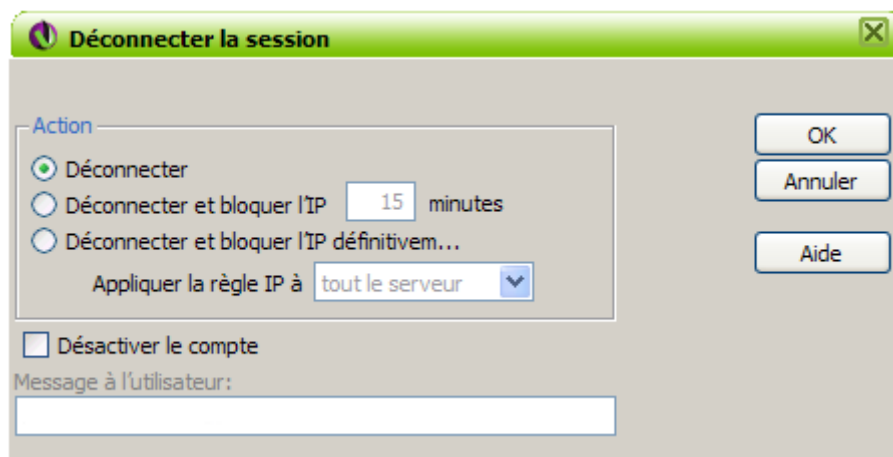 Déconnecter la session
Action
Déconnecter
Déconnecter et bloquer l'IP 15 minutes
Déconnecter et bloquer l'IP définitivem...
Appliquer la règle IP à tout le serveur
Désactiver le compte
Message à l'utilisateur:
OK
Annuler
Aide